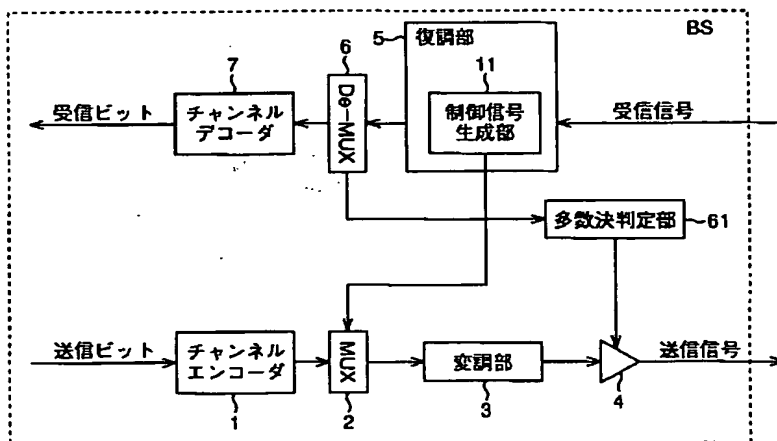 BS
5
復調部
6
7
11
De-MUX
制御信号
生成部
受信ビット
チャンネル
デコーダ
受信信号
多数決判定部
61
送信ビット
チャンネル
エンコーダ
MUX
変調部
送信信号
1
2
3
4